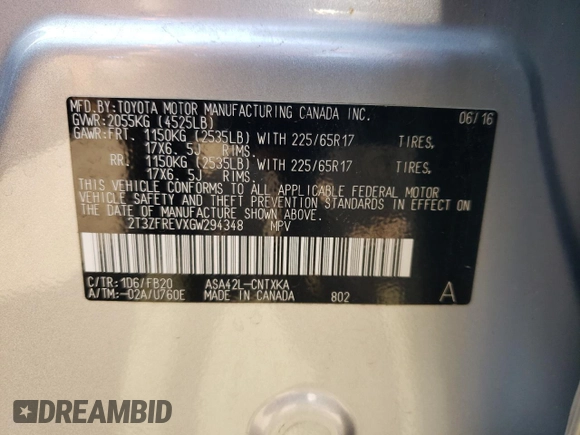 MFD.BY:TOYOTA MOTOR MANUFACTURING CANADA INC.
GVWR:2055KG (4525LB) 06/16
GAWR:FRT. 1150KG (2535LB) WITH 225/65R17 TIRES,
17X6. 5J RIMS.
RR. 1150KG (2535LB) WITH 225/65R17 TIRES,
17X6. 5J RIMS.
THIS VEHICLE CONFORMS TO ALL APPLICABLE FEDERAL MOTOR
VEHICLE SAFETY AND THEFT PREVENTION STANDARDS IN EFFECT ON
THE DATE OF MANUFACTURE SHOWN ABOVE.
2T3ZFREVXGW294348 MPV
C/TR: 1D6/FB20 ASA42L-CNTXKA
A/TM:-02A/U760E MADE IN CANADA 802 A
DREAMBID